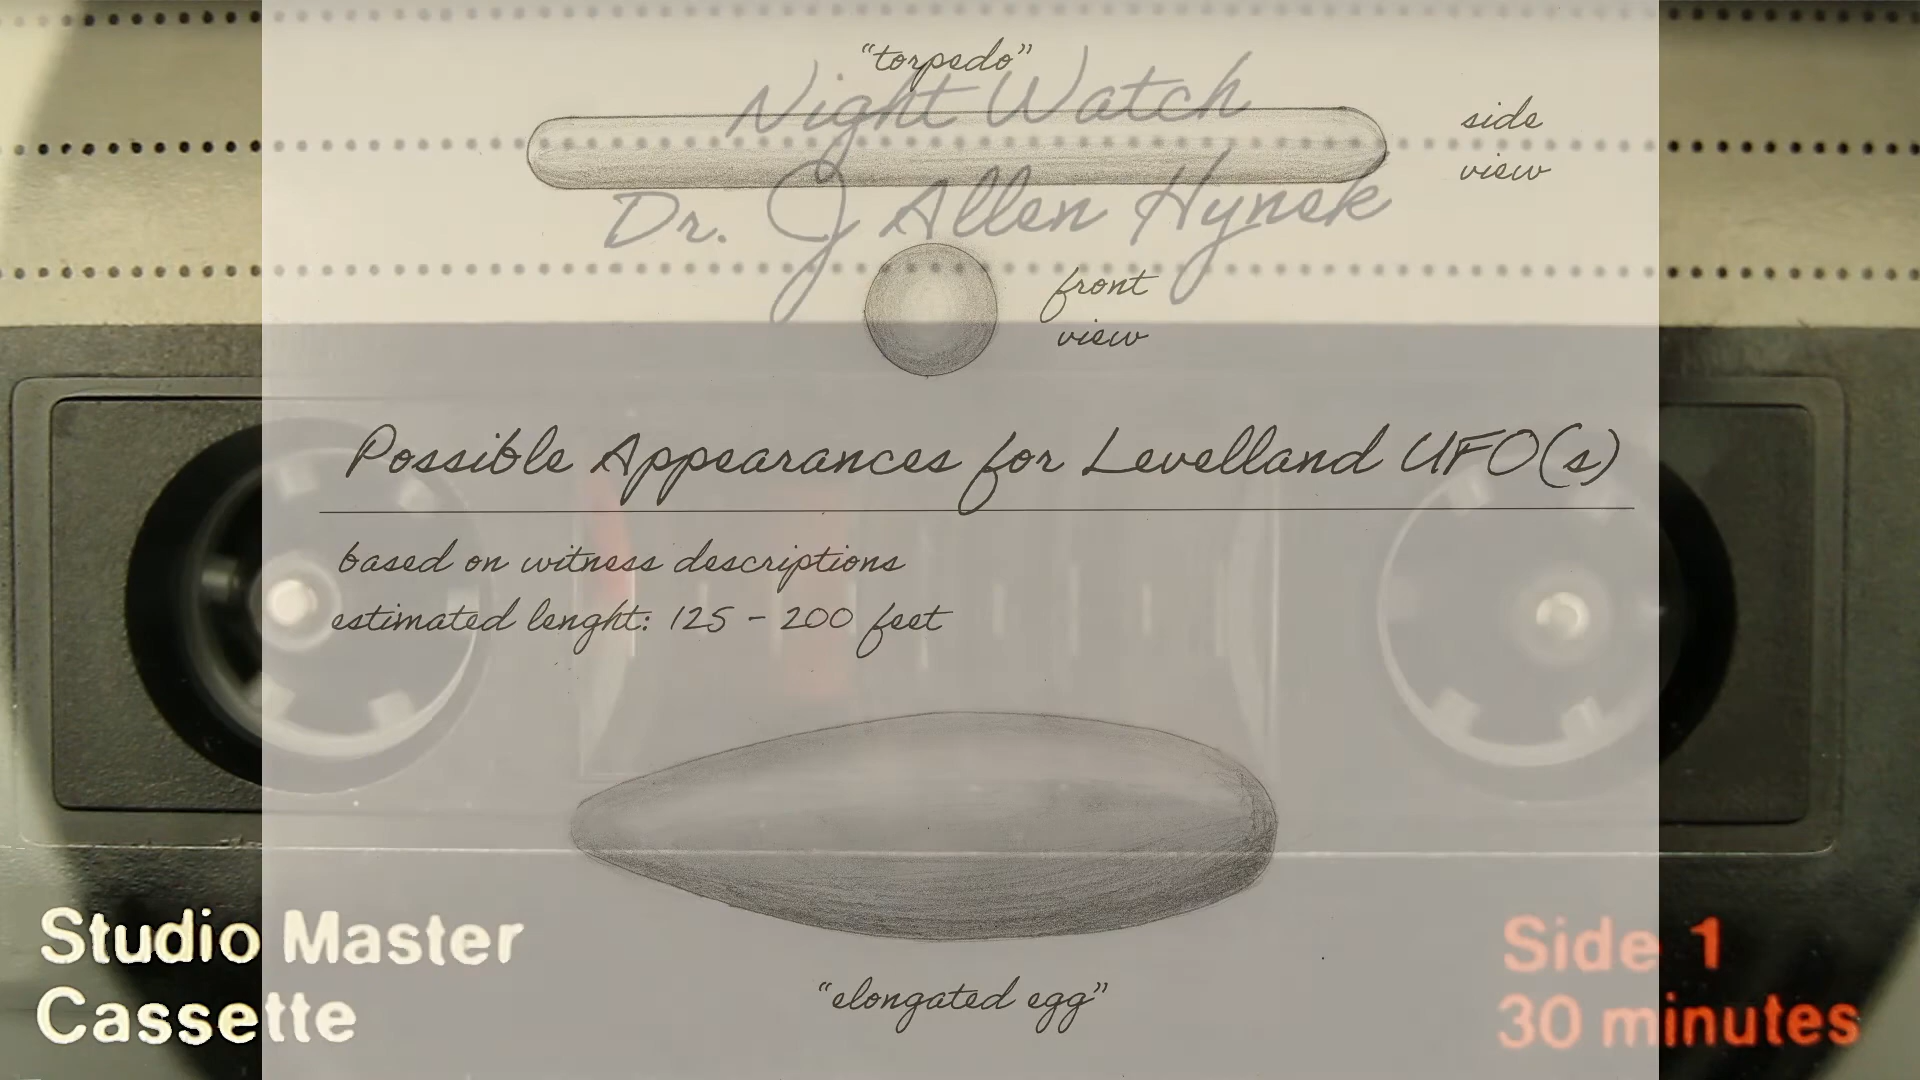 “torpedo”
Night Watch
side
view
Dr. J Allen Hynek
front
view
Possible Appearances for Levelland UFO(s)
based on witness descriptions
estimated lenght: 125 - 200 feet
Studio Master
Cassette
Side 1
30 minutes
“elongated egg”